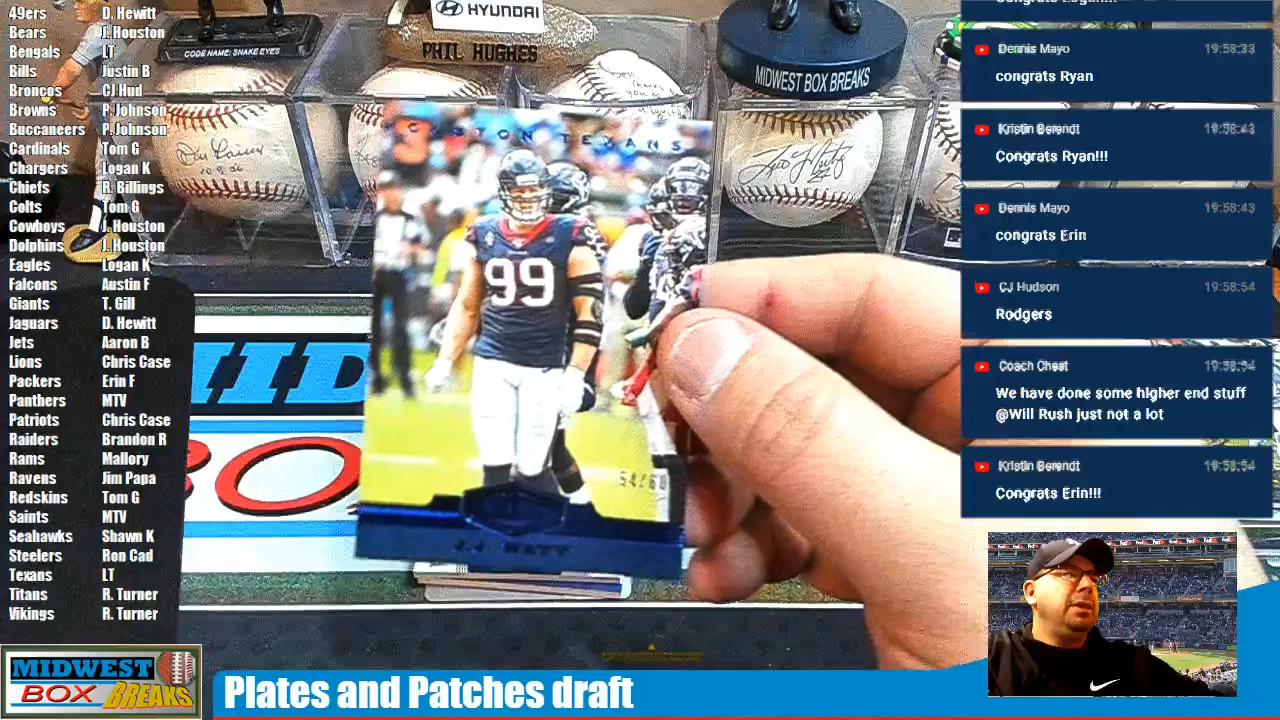 49ers D. Hewitt
Bears J. Houston
Bengals LT
Bills Justin B
Broncos CJ Hud
Browns P. Johnson
Buccaneers P. Johnson
Cardinals Tom G
Chargers Logan K
Chiefs R. Billings
Colts Tom G
Cowboys J. Houston
Dolphins J. Houston
Eagles Logan K
Falcons Austin F
Giants T. Gill
Jaguars D. Hewitt
Jets Aaron B
Lions Chris Case
Packers Erin F
Panthers MTV
Patriots Chris Case
Raiders Brandon R
Rams Mallory
Ravens Jim Papa
Redskins Tom G
Saints MTV
Seahawks Shawn K
Steelers Ron Cad
Texans LT
Titans R. Turner
Vikings R. Turner
MIDWEST
BOX BREAKS
Plates and Patches draft
CODE NAME: SNAKE EYES
HYUNDAI
PHIL HUGHES
MIDWEST BOX BREAKS
TEXANS
99
54/60
J.J. WATT
MID
BO
Dennis Mayo 19:58:33
congrats Ryan
Kristin Berendt 19:58:43
Congrats Ryan!!!
Dennis Mayo 19:58:43
congrats Erin
CJ Hudson 19:58:54
Rodgers
Coach Cheat 19:58:54
We have done some higher end stuff
@Will Rush just not a lot
Kristin Berendt 19:58:54
Congrats Erin!!!